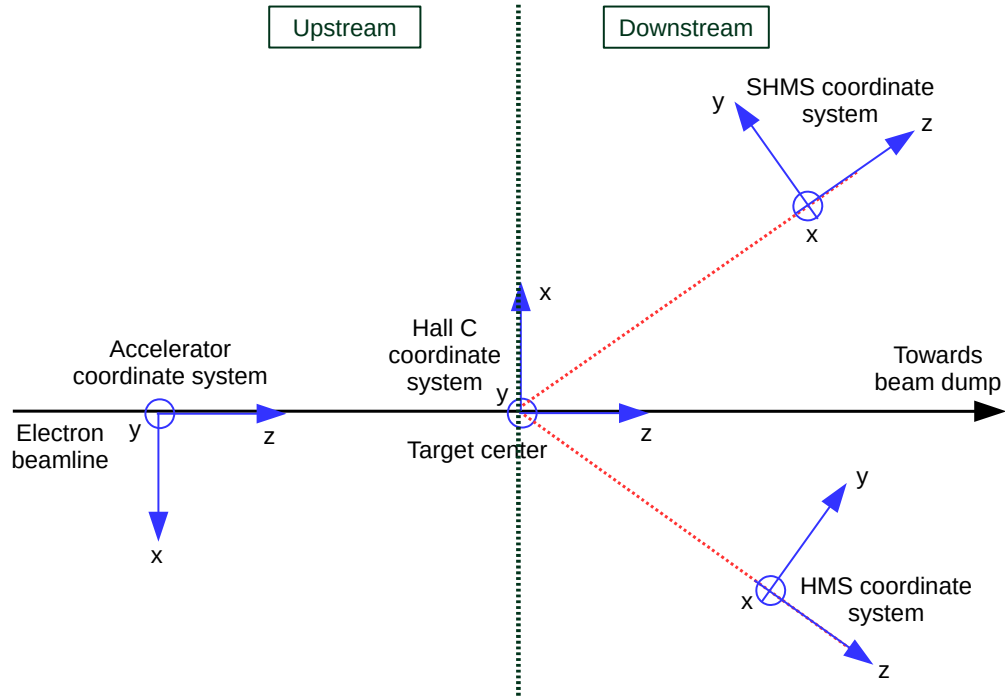 Upstream
Downstream
SHMS coordinate
system
y
z
x
x
Hall C
coordinate
system
y
z
Target center
Accelerator
coordinate system
y
z
x
Electron
beamline
Towards
beam dump
y
x
HMS coordinate
system
z